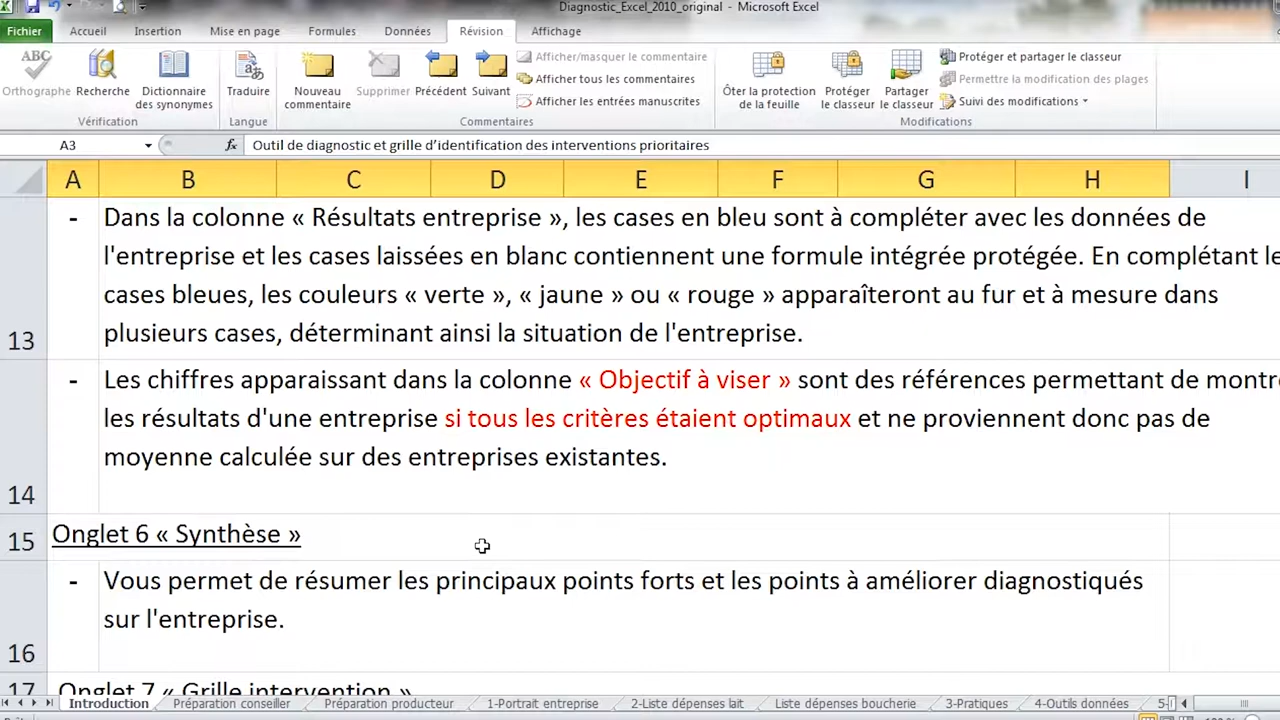 Diagnostic_Excel_2010_original - Microsoft Excel
Fichier Accueil Insertion Mise en page Formules Données Révision Affichage
ABC
Orthographe
Recherche
Dictionnaire
des synonymes
Vérification
Traduire
Langue
Nouveau
commentaire
Supprimer
Précédent
Suivant
Afficher/masquer le commentaire
Afficher tous les commentaires
Afficher les entrées manuscrites
Commentaires
Ôter la protection
de la feuille
Protéger
le classeur
Partager
le classeur
Protéger et partager le classeur
Permettre la modification des plages
Suivi des modifications
Modifications
A3 fx Outil de diagnostic et grille d'identification des interventions prioritaires
A B C D E F G H I
- Dans la colonne « Résultats entreprise », les cases en bleu sont à compléter avec les données de
l'entreprise et les cases laissées en blanc contiennent une formule intégrée protégée. En complétant le
cases bleues, les couleurs « verte », « jaune » ou « rouge » apparaîteront au fur et à mesure dans
13 plusieurs cases, déterminant ainsi la situation de l'entreprise.
- Les chiffres apparaissant dans la colonne « Objectif à viser » sont des références permettant de montr
les résultats d'une entreprise si tous les critères étaient optimaux et ne proviennent donc pas de
moyenne calculée sur des entreprises existantes.
14
15 Onglet 6 « Synthèse »
- Vous permet de résumer les principaux points forts et les points à améliorer diagnostiqués
sur l'entreprise.
16
17 Onglet 7 « Grille intervention »
Introduction Préparation conseiller Préparation producteur 1-Portrait entreprise 2-Liste dépenses lait Liste dépenses boucherie 3-Pratiques 4-Outils données 5-